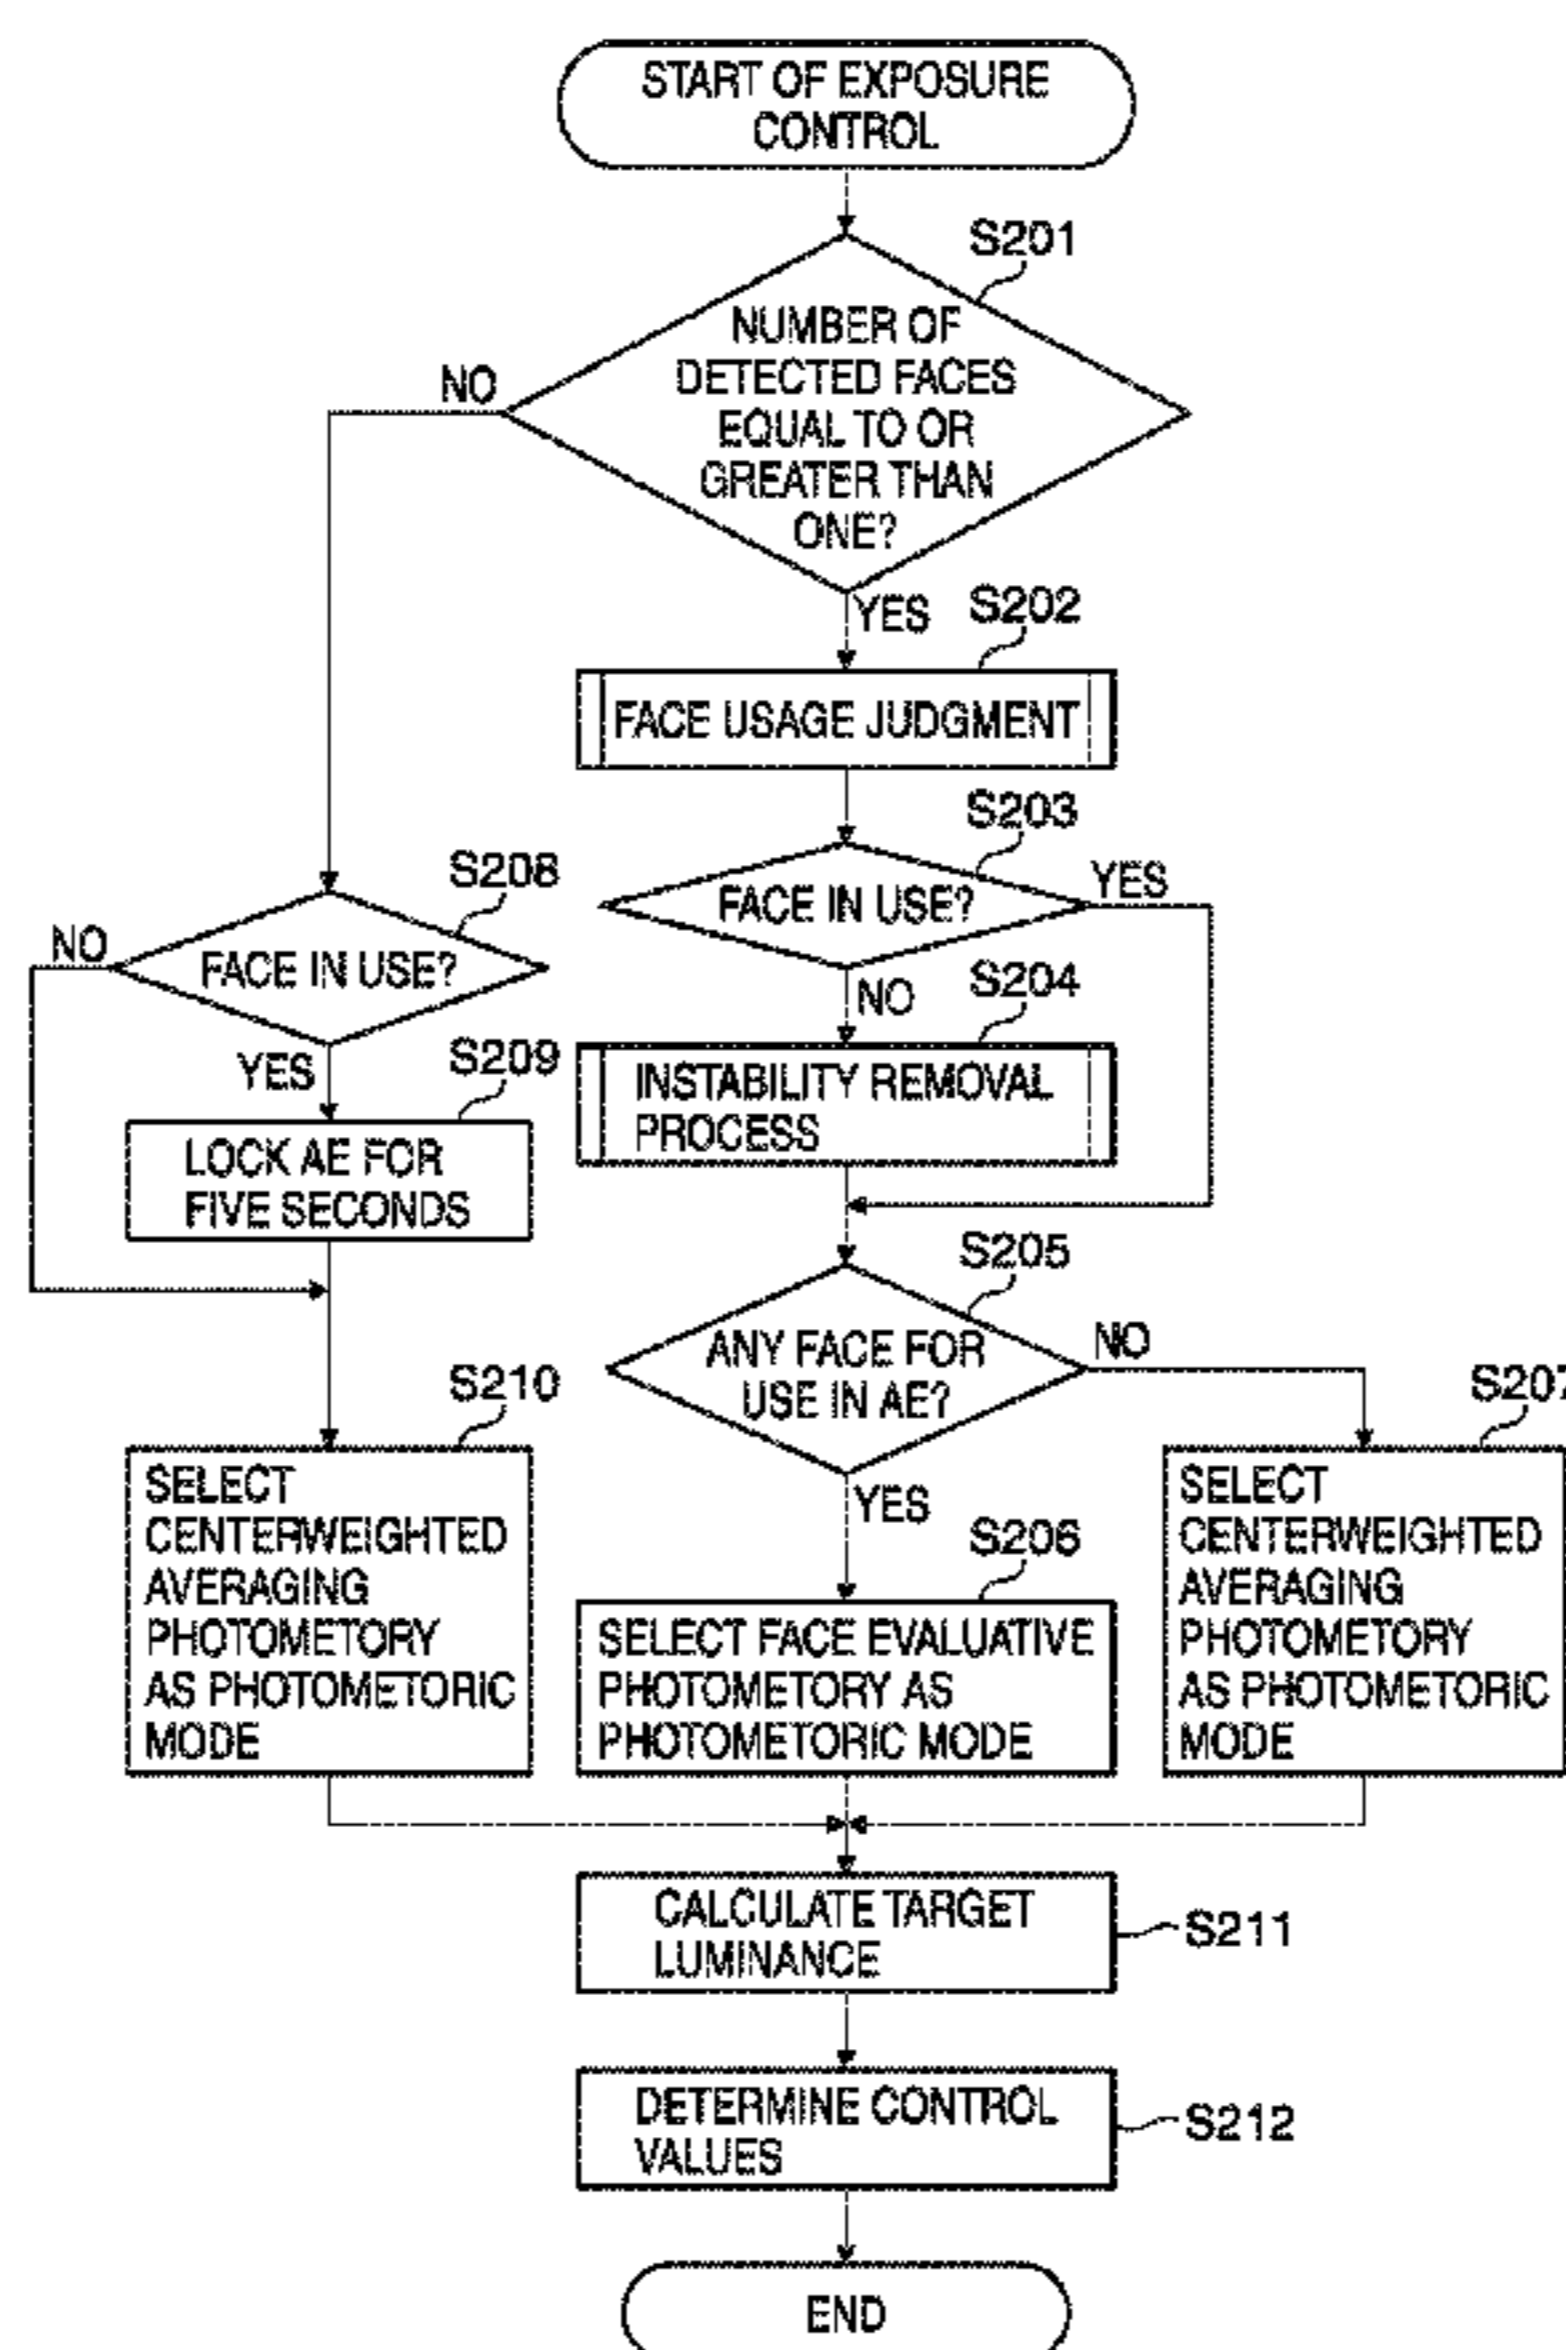 START OF EXPOSURE
CONTROL
S201
NUMBER OF
DETECTED FACES
EQUAL TO OR
GREATER THAN
ONE?
NO
YES
S202
FACE USAGE JUDGMENT
S203
FACE IN USE?
YES
NO
S208
FACE IN USE?
NO
YES
S204
INSTABILITY REMOVAL
PROCESS
S209
LOCK AE FOR
FIVE SECONDS
S205
ANY FACE FOR
USE IN AE?
NO
YES
S210
SELECT
CENTERWEIGHTED
AVERAGING
PHOTOMETORY
AS PHOTOMETORIC
MODE
S206
SELECT FACE EVALUATIVE
PHOTOMETORY AS
PHOTOMETORIC MODE
S207
SELECT
CENTERWEIGHTED
AVERAGING
PHOTOMETORY
AS PHOTOMETORIC
MODE
CALCULATE TARGET
LUMINANCE
S211
DETERMINE CONTROL
VALUES
S212
END